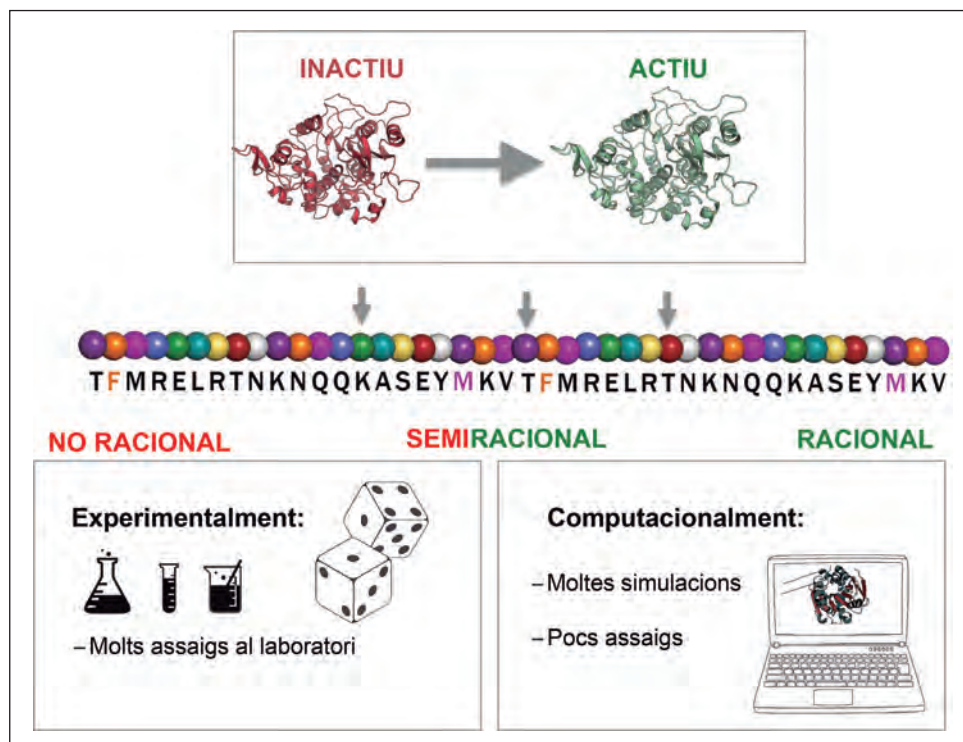 INACTIU ACTIU
TFMRELRTNKNQQKASEYMKVTFMRELRTNKNQQKASEYMKV
NO RACIONAL SEMIRACIONAL RACIONAL
Experimentalment:
– Molts assaigs al laboratori
Computacionalment:
– Moltes simulacions
– Pocs assaigs